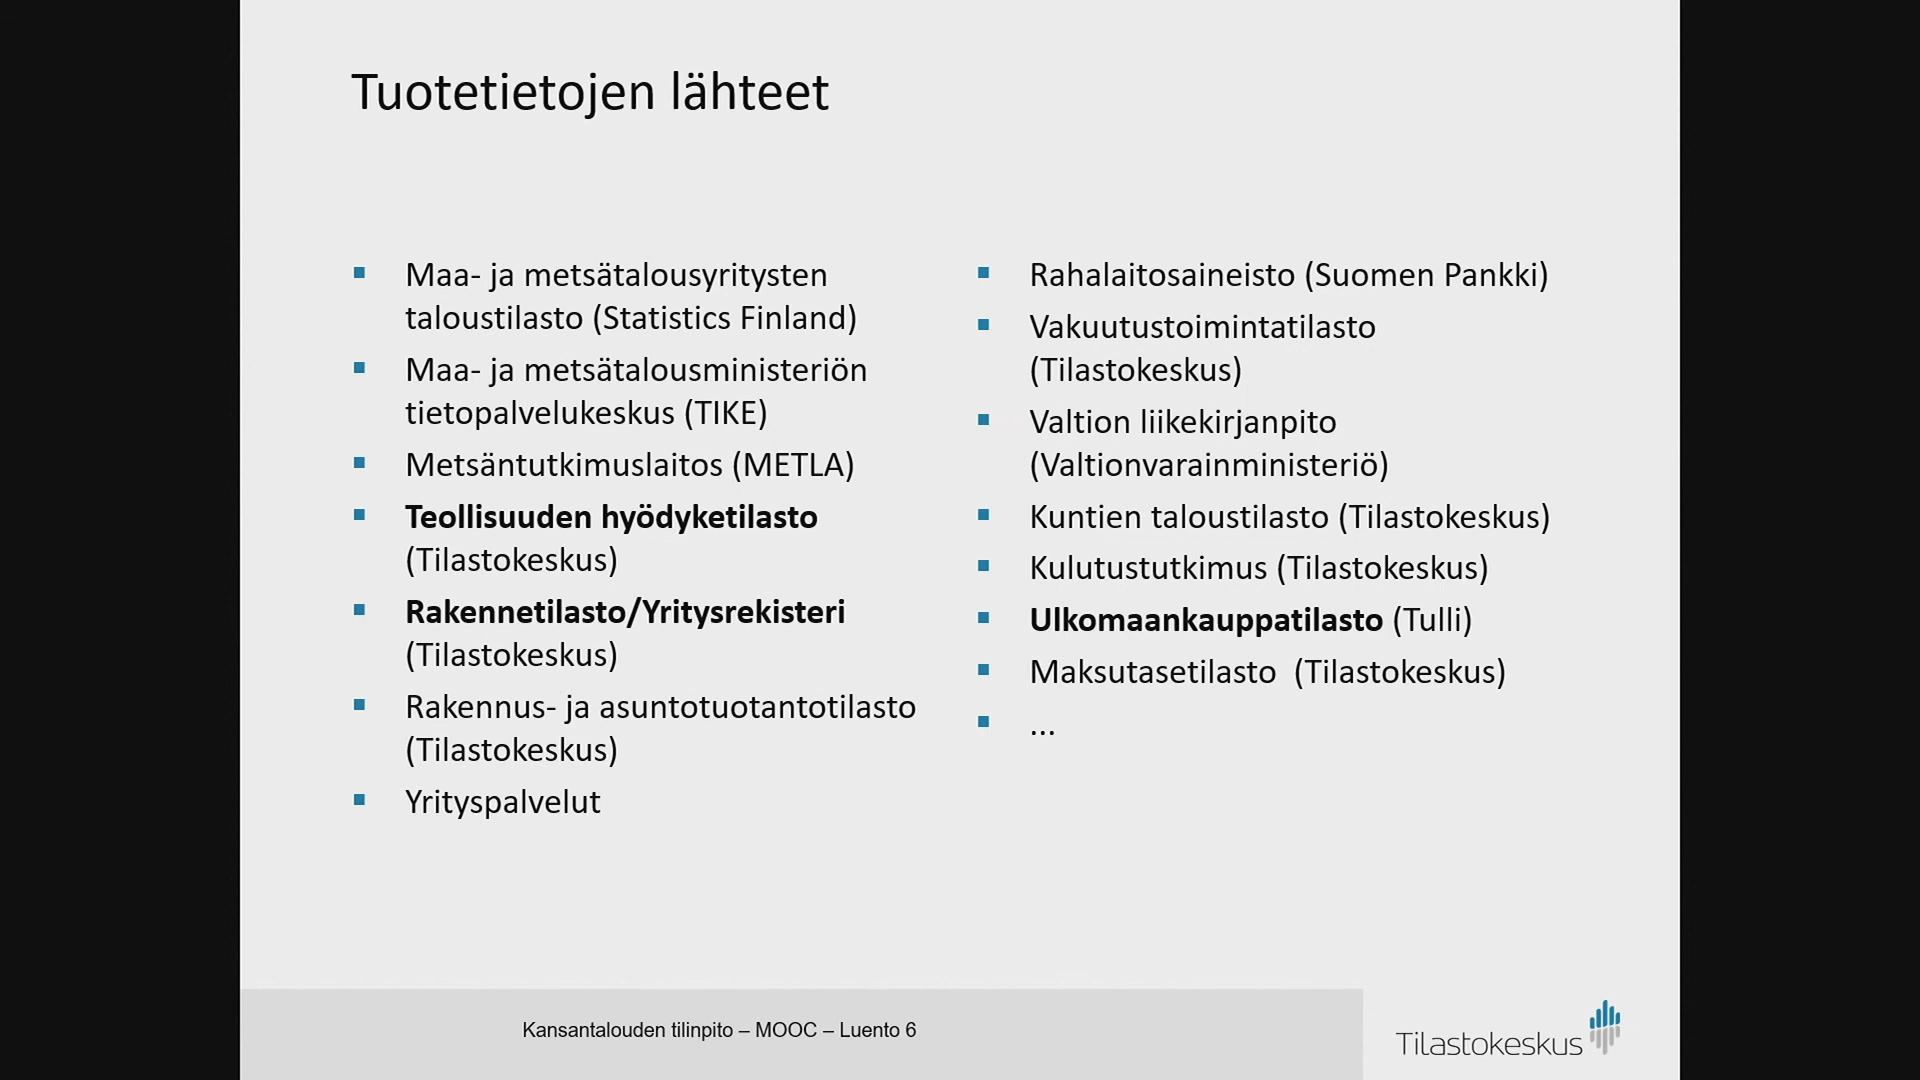 Tuotetietojen lähteet
Maa- ja metsätalousyritysten
taloustilasto (Statistics Finland)
Maa- ja metsätalousministeriön
tietopalvelukeskus (TIKE)
Metsäntutkimuslaitos (METLA)
Teollisuuden hyödyketilasto
(Tilastokeskus)
Rakennetilasto/Yritysrekisteri
(Tilastokeskus)
Rakennus- ja asuntotuotantotilasto
(Tilastokeskus)
Yrityspalvelut
Rahalaitosaineisto (Suomen Pankki)
Vakuutustoimintatilasto
(Tilastokeskus)
Valtion liikekirjanpito
(Valtionvarainministeriö)
Kuntien taloustilasto (Tilastokeskus)
Kulutustutkimus (Tilastokeskus)
Ulkomaankauppatilasto (Tulli)
Maksutasetilasto  (Tilastokeskus)
...
Kansantalouden tilinpito – MOOC – Luento 6
Tilastokeskus